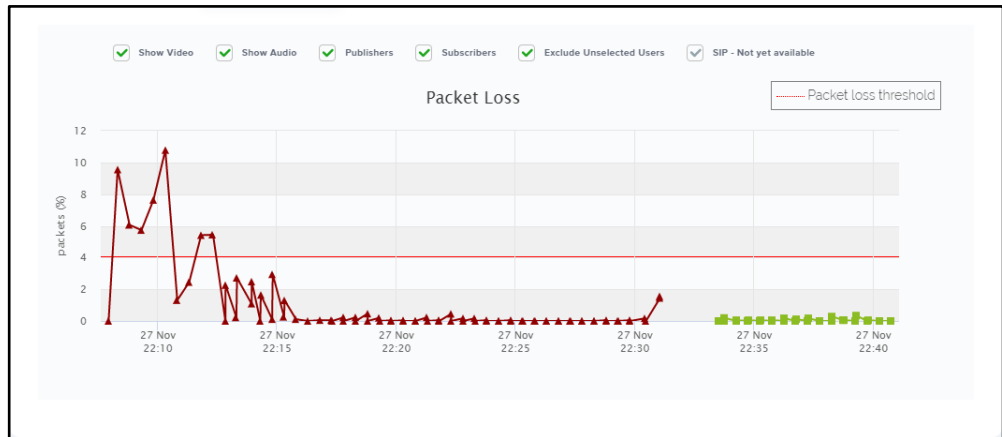 Show Video Show Audio Publishers Subscribers Exclude Unselected Users SIP - Not yet available
Packet Loss
Packet loss threshold
12
10
8
6
4
2
0
packets (%)
27 Nov 27 Nov 27 Nov 27 Nov 27 Nov 27 Nov 27 Nov
22:10 22:15 22:20 22:25 22:30 22:35 22:40